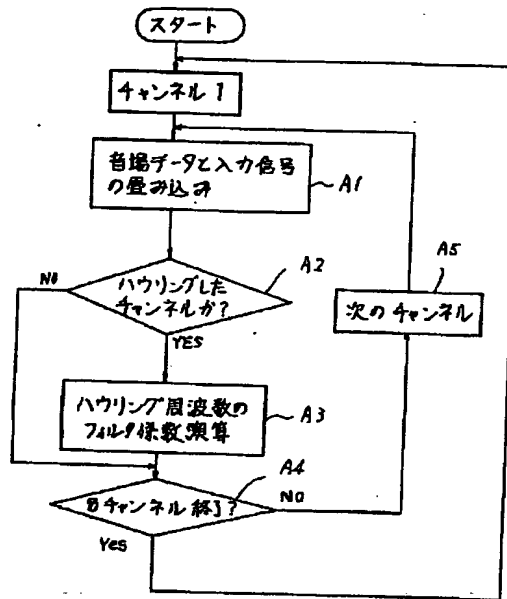 スタート
チャンネル 1
音場データと入力信号
の畳み込み
A1
ハウリングした
チャンネルか?
A2
NO
YES
A5
次の チャンネル
ハウリング周波数の
フィルタ係数演算
A3
8チャンネル 終了?
A4
NO
Yes